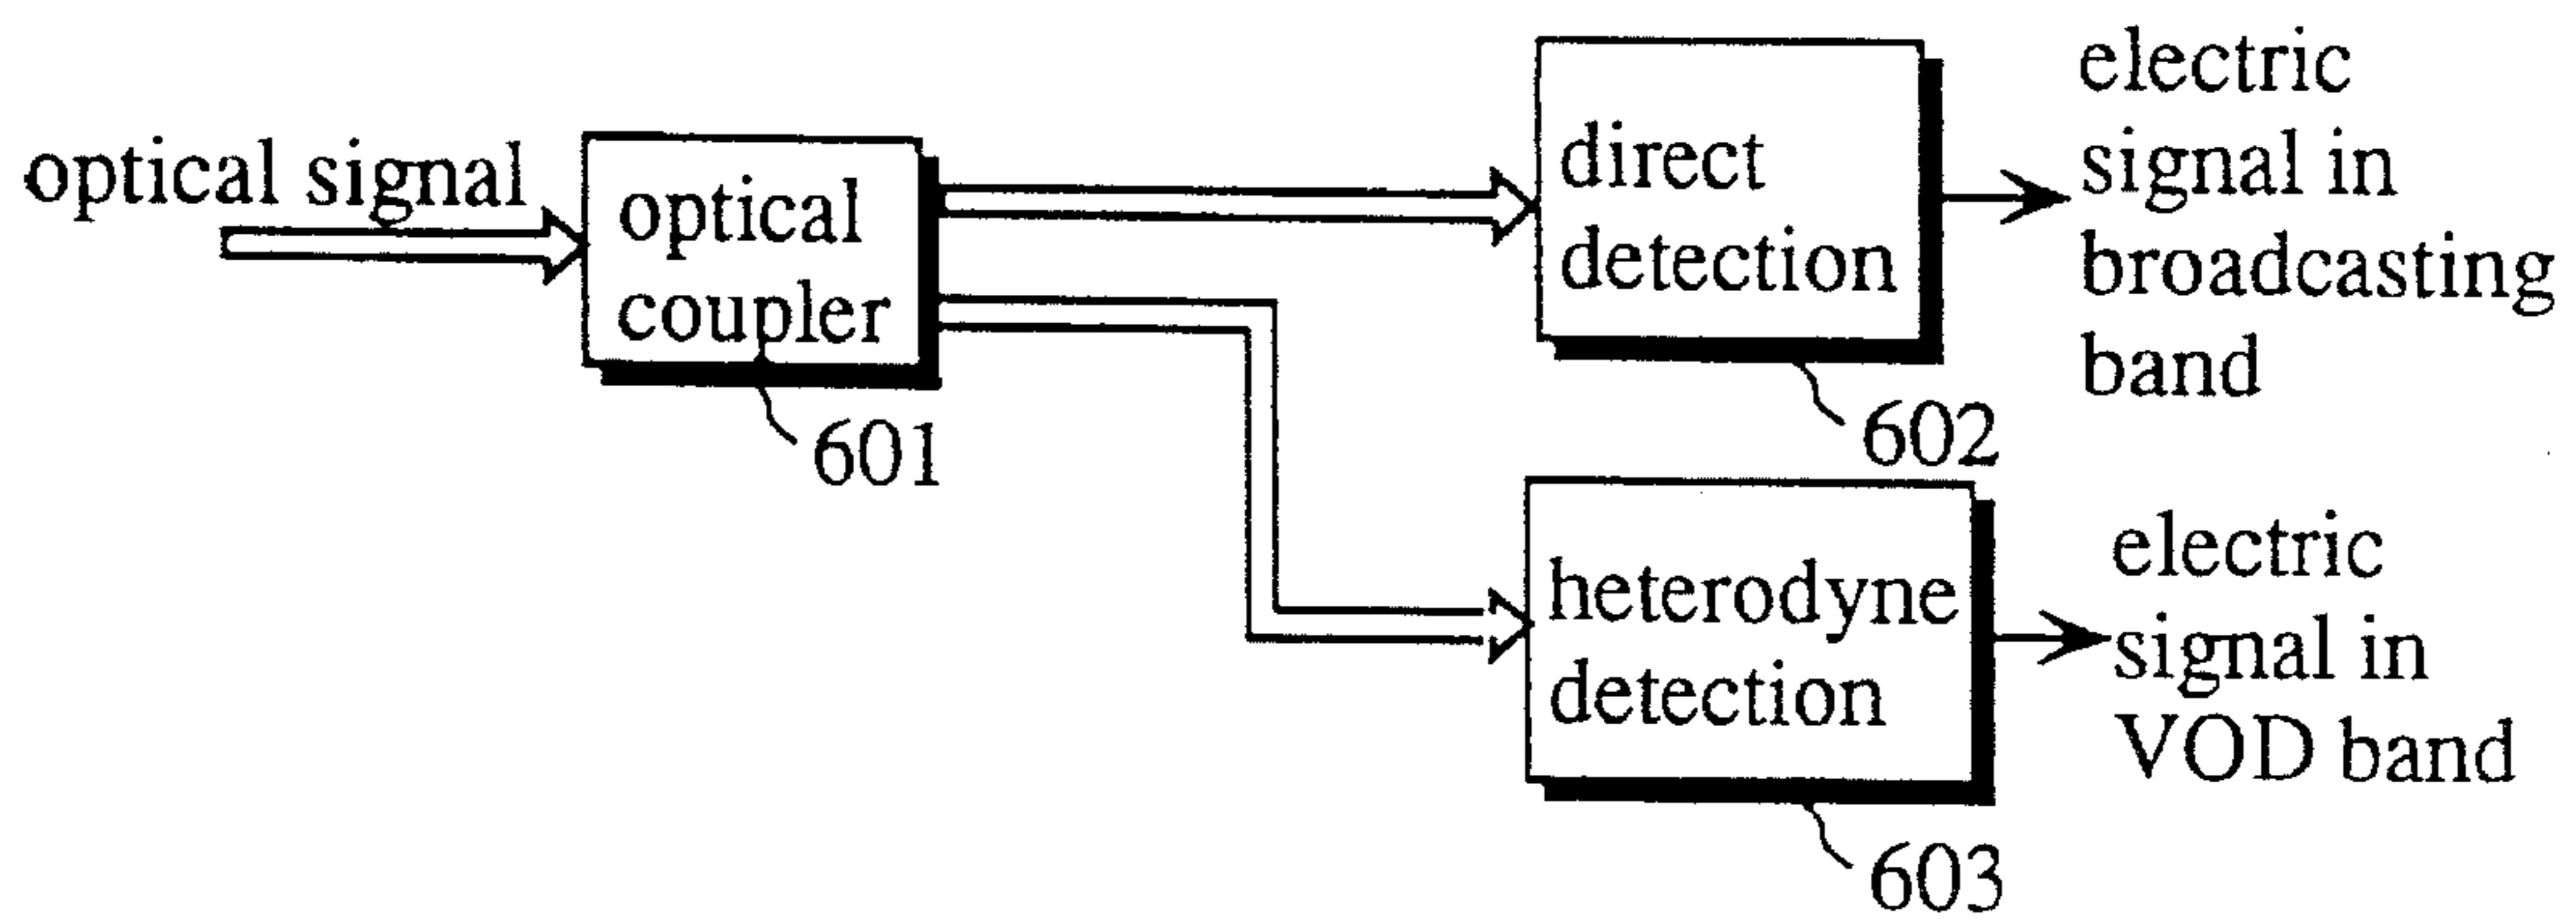 optical signal
optical
coupler
601
direct
detection
602
electric
signal in
broadcasting
band
heterodyne
detection
603
electric
signal in
VOD band